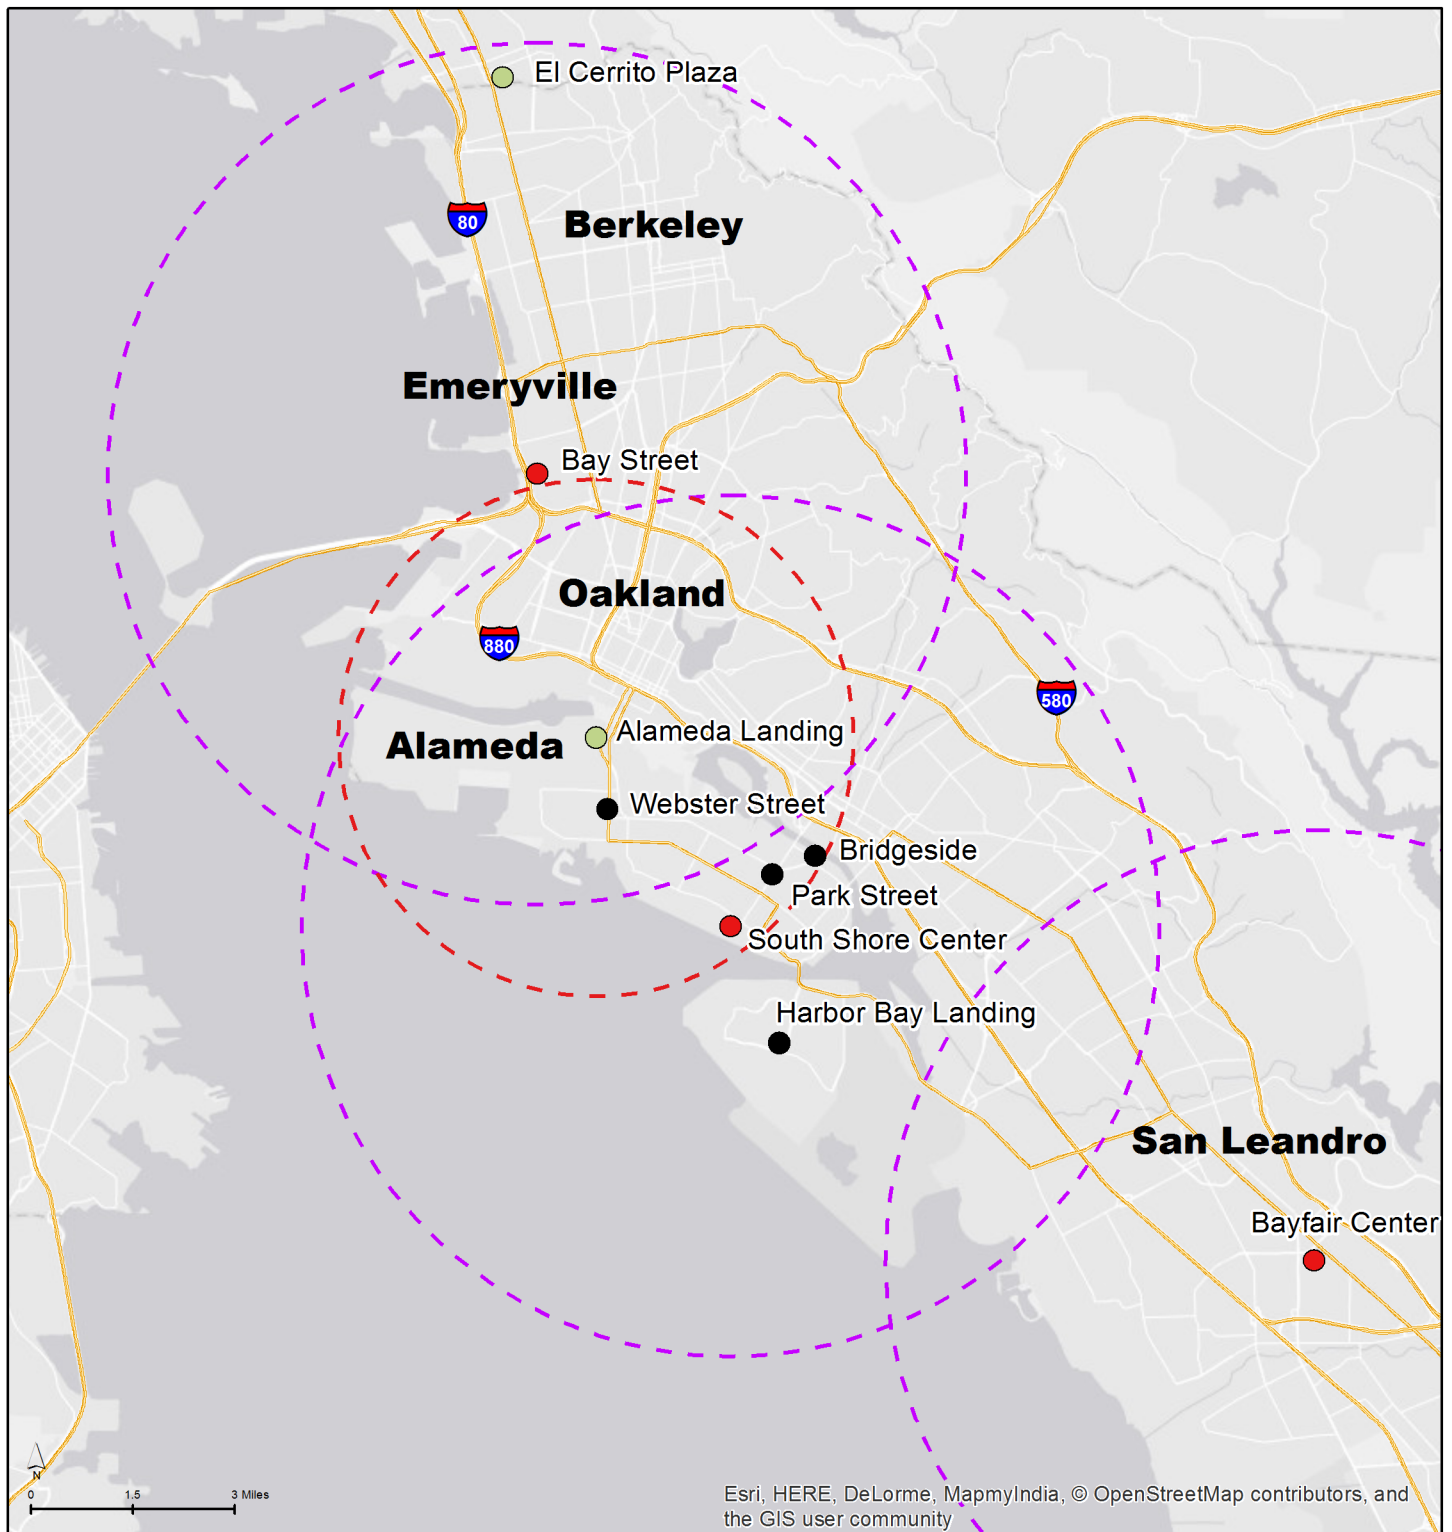 El Cerrito Plaza
80
Berkeley
Emeryville
Bay Street
Oakland
880
580
Alameda Landing
Alameda
Webster Street
Bridgeside
Park Street
South Shore Center
Harbor Bay Landing
San Leandro
Bayfair Center
N
0 1.5 3 Miles
Esri, HERE, DeLorme, MapmyIndia, © OpenStreetMap contributors, and
the GIS user community